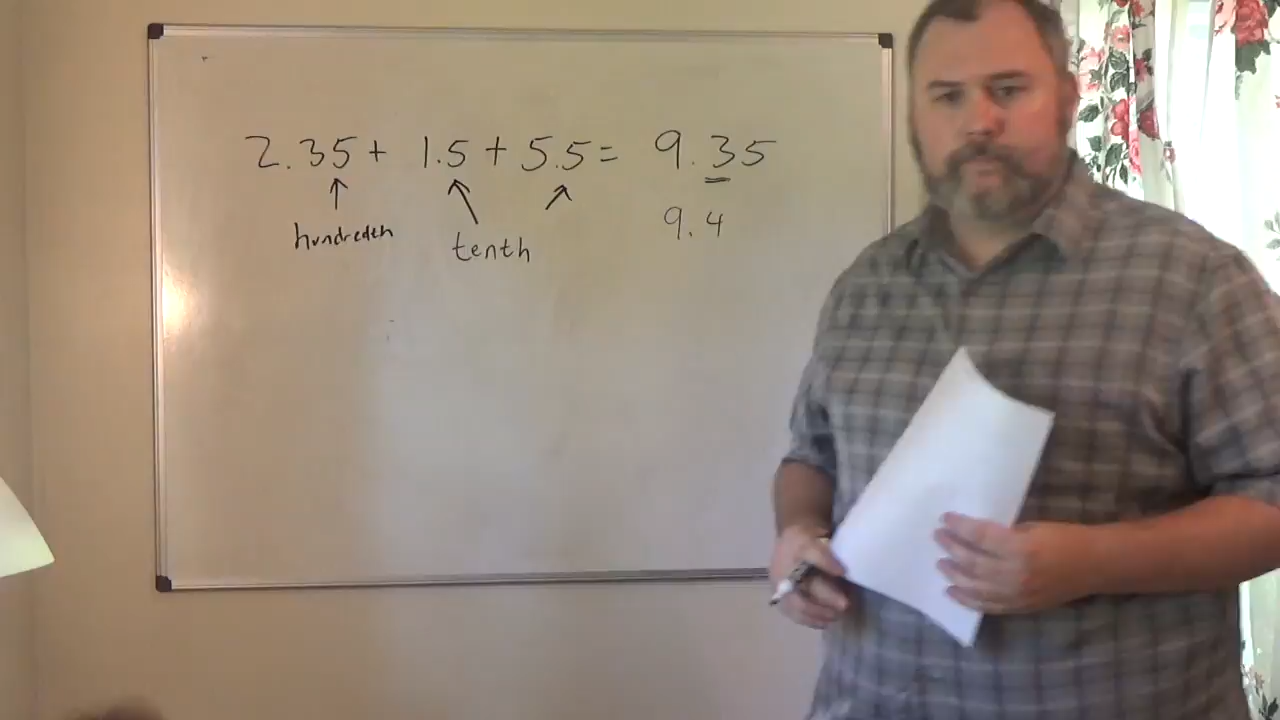 2.35 + 1.5 + 5.5 = 9.35
9.4
hundredth
tenth